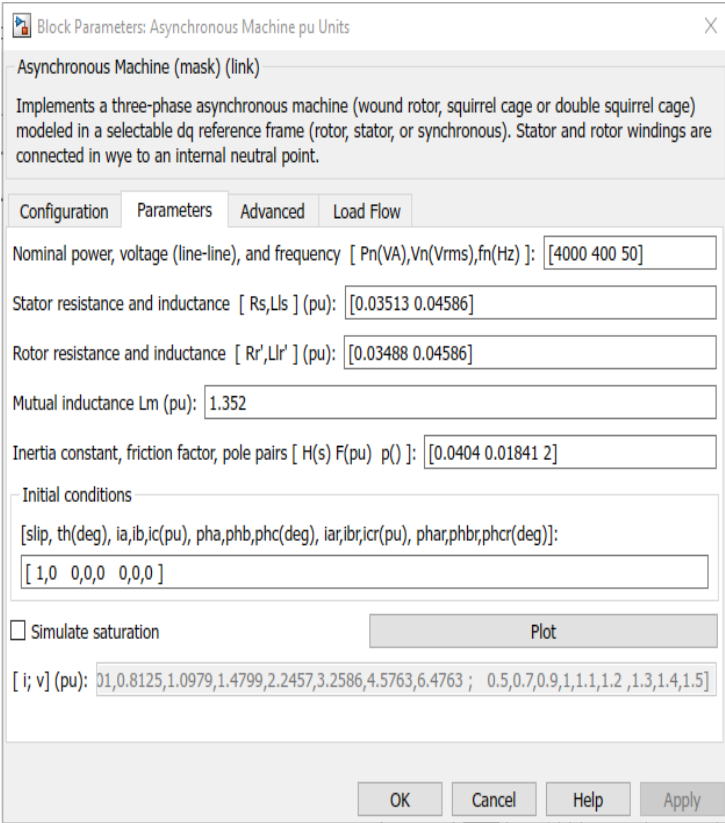 Block Parameters: Asynchronous Machine pu Units
Asynchronous Machine (mask) (link)
Implements a three-phase asynchronous machine (wound rotor, squirrel cage or double squirrel cage)
modeled in a selectable dq reference frame (rotor, stator, or synchronous). Stator and rotor windings are
connected in wye to an internal neutral point.
Configuration Parameters Advanced Load Flow
Nominal power, voltage (line-line), and frequency [ Pn(VA),Vn(Vrms),fn(Hz) ]: [4000 400 50]
Stator resistance and inductance [ Rs,Lls ] (pu): [0.03513 0.04586]
Rotor resistance and inductance [ Rr',Llr' ] (pu): [0.03488 0.04586]
Mutual inductance Lm (pu): 1.352
Inertia constant, friction factor, pole pairs [ H(s) F(pu) p() ]: [0.0404 0.01841 2]
Initial conditions
[slip, th(deg), ia,ib,ic(pu), pha,phb,phc(deg), iar,ibr,icr(pu), phar,phbr,phcr(deg)]:
[ 1,0 0,0,0 0,0,0 ]
Simulate saturation Plot
[ i; v] (pu): 01,0.8125,1.0979,1.4799,2.2457,3.2586,4.5763,6.4763 ; 0.5,0.7,0.9,1,1.1,1.2 ,1.3,1.4,1.5]
OK Cancel Help Apply